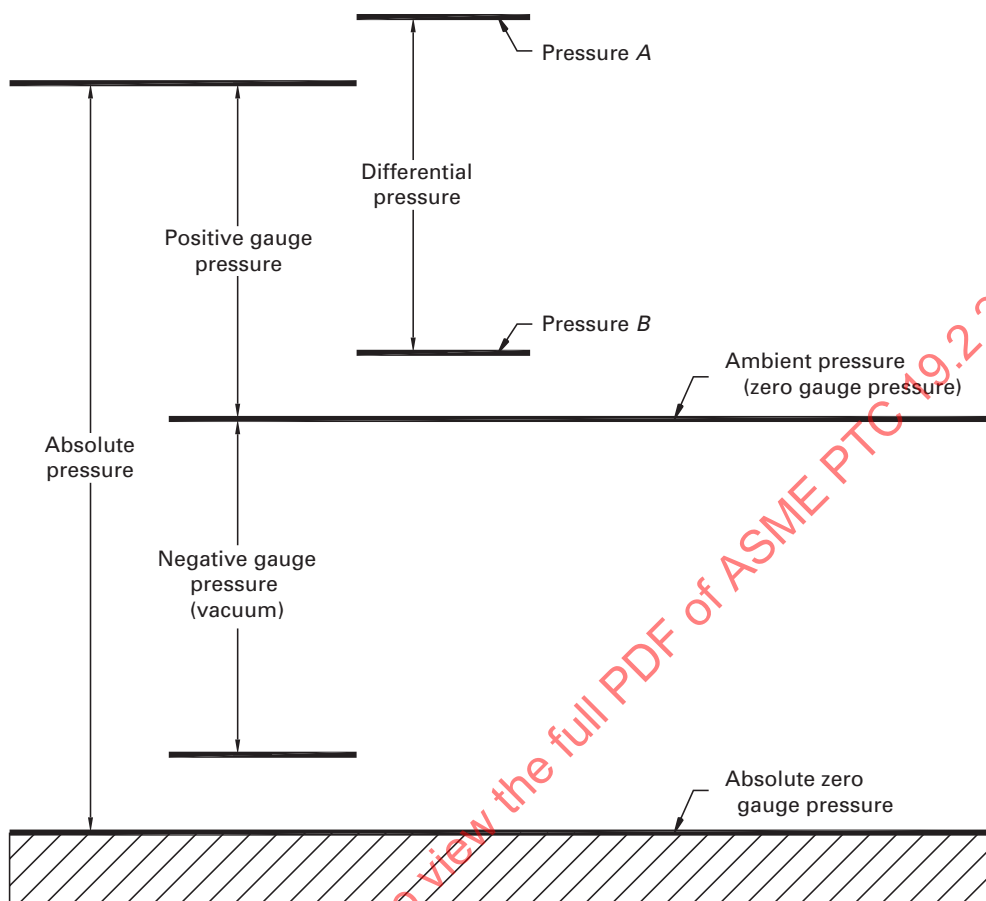 Pressure A
Differential
pressure
Positive gauge
pressure
Pressure B
Ambient pressure
(zero gauge pressure)
Absolute
pressure
Negative gauge
pressure
(vacuum)
Absolute zero
gauge pressure
view the full PDF of ASME PTC 19.2